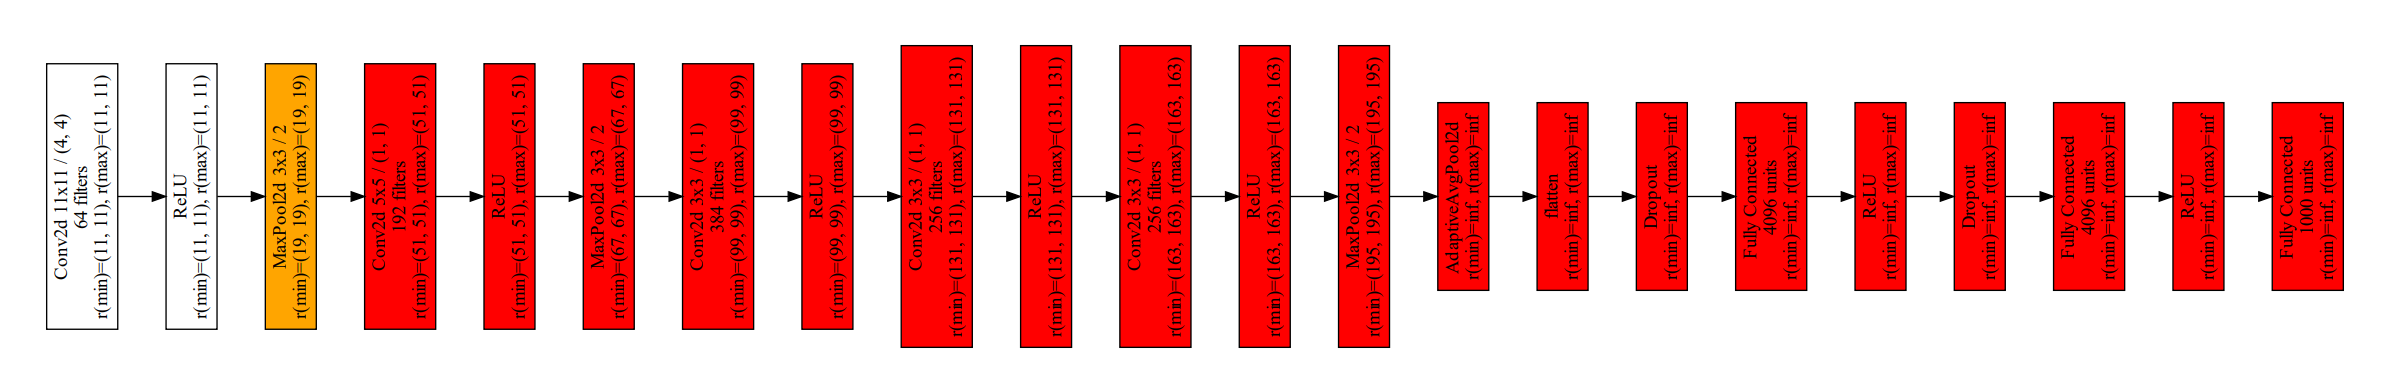 Conv2d 11x11 / (4, 4)
64 filters
r(min)=(11, 11), r(max)=(11, 11)
ReLU
r(min)=(11, 11), r(max)=(11, 11)
MaxPool2d 3x3 / 2
r(min)=(19, 19), r(max)=(19, 19)
Conv2d 5x5 / (1, 1)
192 filters
r(min)=(51, 51), r(max)=(51, 51)
ReLU
r(min)=(51, 51), r(max)=(51, 51)
MaxPool2d 3x3 / 2
r(min)=(67, 67), r(max)=(67, 67)
Conv2d 3x3 / (1, 1)
384 filters
r(min)=(99, 99), r(max)=(99, 99)
ReLU
r(min)=(99, 99), r(max)=(99, 99)
Conv2d 3x3 / (1, 1)
256 filters
r(min)=(131, 131), r(max)=(131, 131)
ReLU
r(min)=(131, 131), r(max)=(131, 131)
Conv2d 3x3 / (1, 1)
256 filters
r(min)=(163, 163), r(max)=(163, 163)
ReLU
r(min)=(163, 163), r(max)=(163, 163)
MaxPool2d 3x3 / 2
r(min)=(195, 195), r(max)=(195, 195)
AdaptiveAvgPool2d
r(min)=inf, r(max)=inf
flatten
r(min)=inf, r(max)=inf
Dropout
r(min)=inf, r(max)=inf
Fully Connected
4096 units
r(min)=inf, r(max)=inf
ReLU
r(min)=inf, r(max)=inf
Dropout
r(min)=inf, r(max)=inf
Fully Connected
4096 units
r(min)=inf, r(max)=inf
ReLU
r(min)=inf, r(max)=inf
Fully Connected
1000 units
r(min)=inf, r(max)=inf